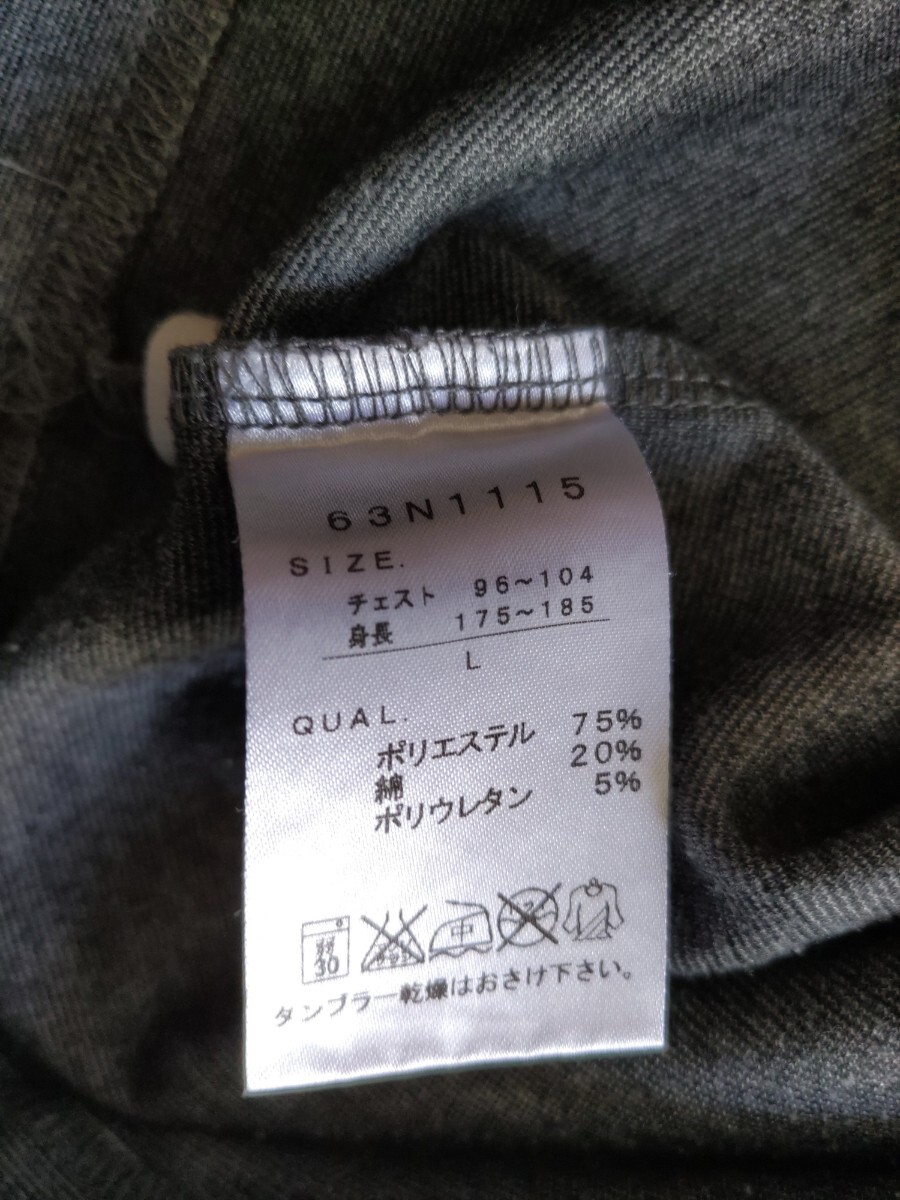 63N1115
SIZE.
チェスト 96~104
身長 175~185
L
QUAL.
ポリエステル 75%
綿 20%
ポリウレタン 5%
弱 30 中
タンブラー乾燥はおさけ下さい。